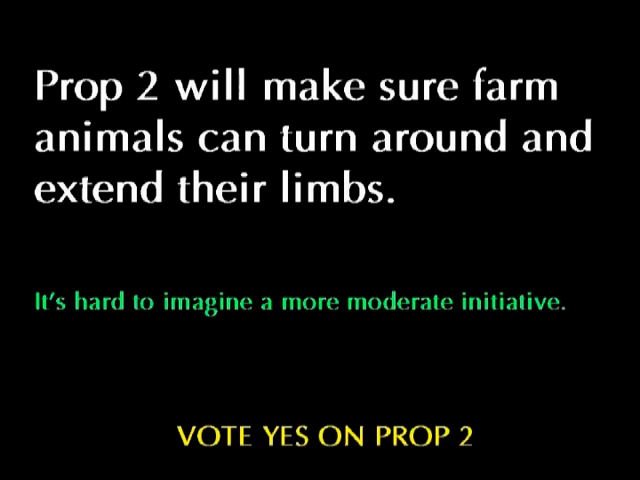 Prop 2 will make sure farm
animals can turn around and
extend their limbs.
It's hard to imagine a more moderate initiative.
VOTE YES ON PROP 2